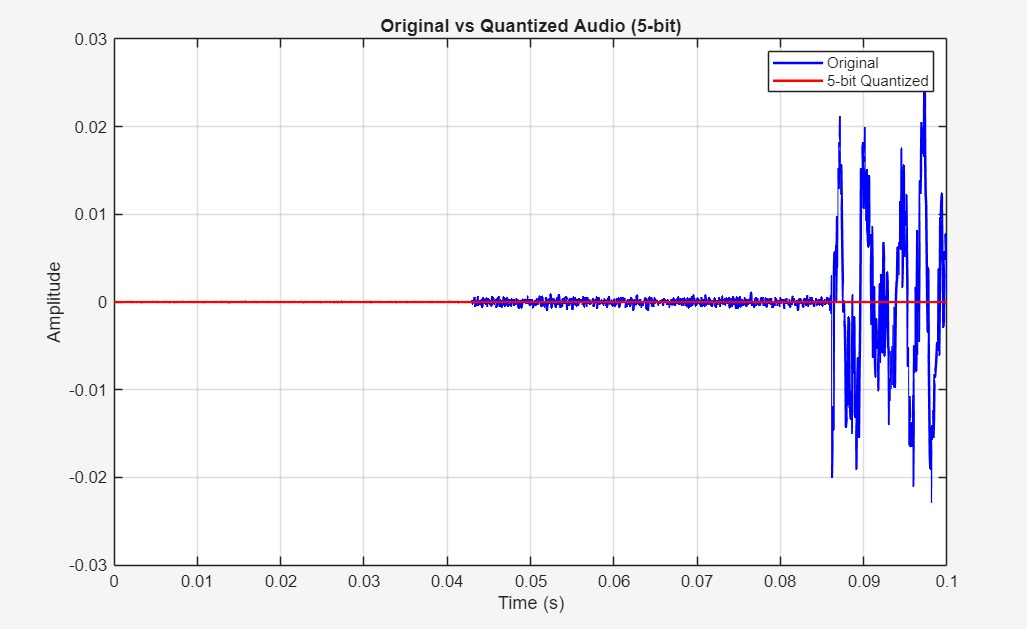 Original vs Quantized Audio (5-bit)
Original
5-bit Quantized
0.03
0.02
0.01
0
-0.01
-0.02
-0.03
Amplitude
0 0.01 0.02 0.03 0.04 0.05 0.06 0.07 0.08 0.09 0.1
Time (s)